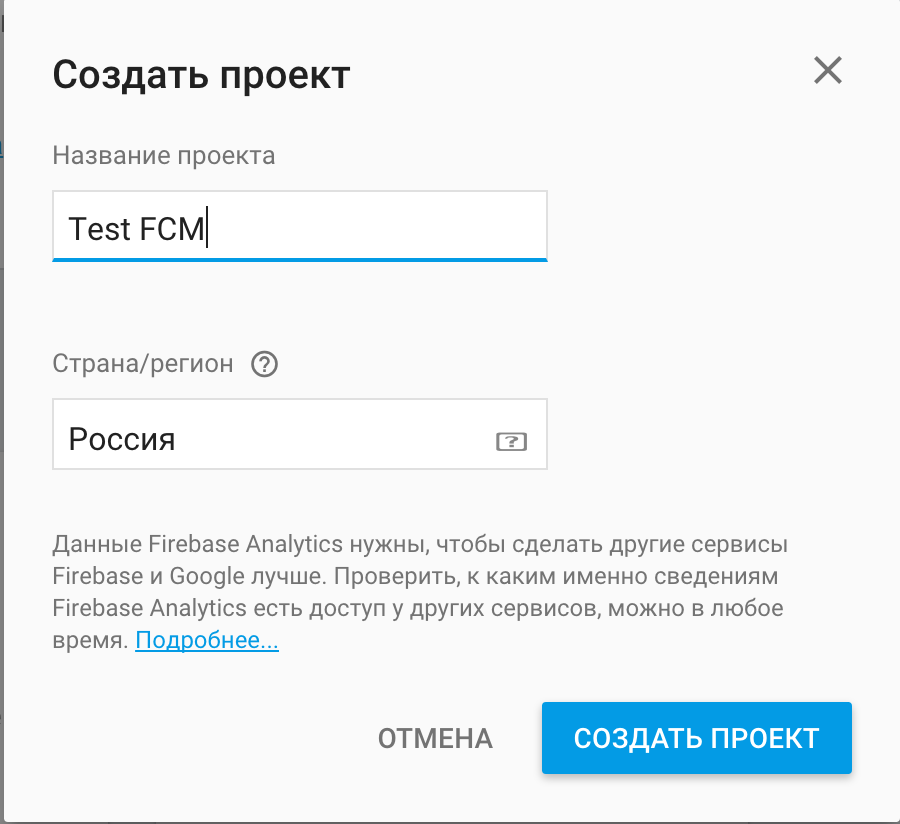 Создать проект
Название проекта
Test FCM
Страна/регион ?
Россия
Данные Firebase Analytics нужны, чтобы сделать другие сервисы
Firebase и Google лучше. Проверить, к каким именно сведениям
Firebase Analytics есть доступ у других сервисов, можно в любое
время. Подробнее...
ОТМЕНА
СОЗДАТЬ ПРОЕКТ